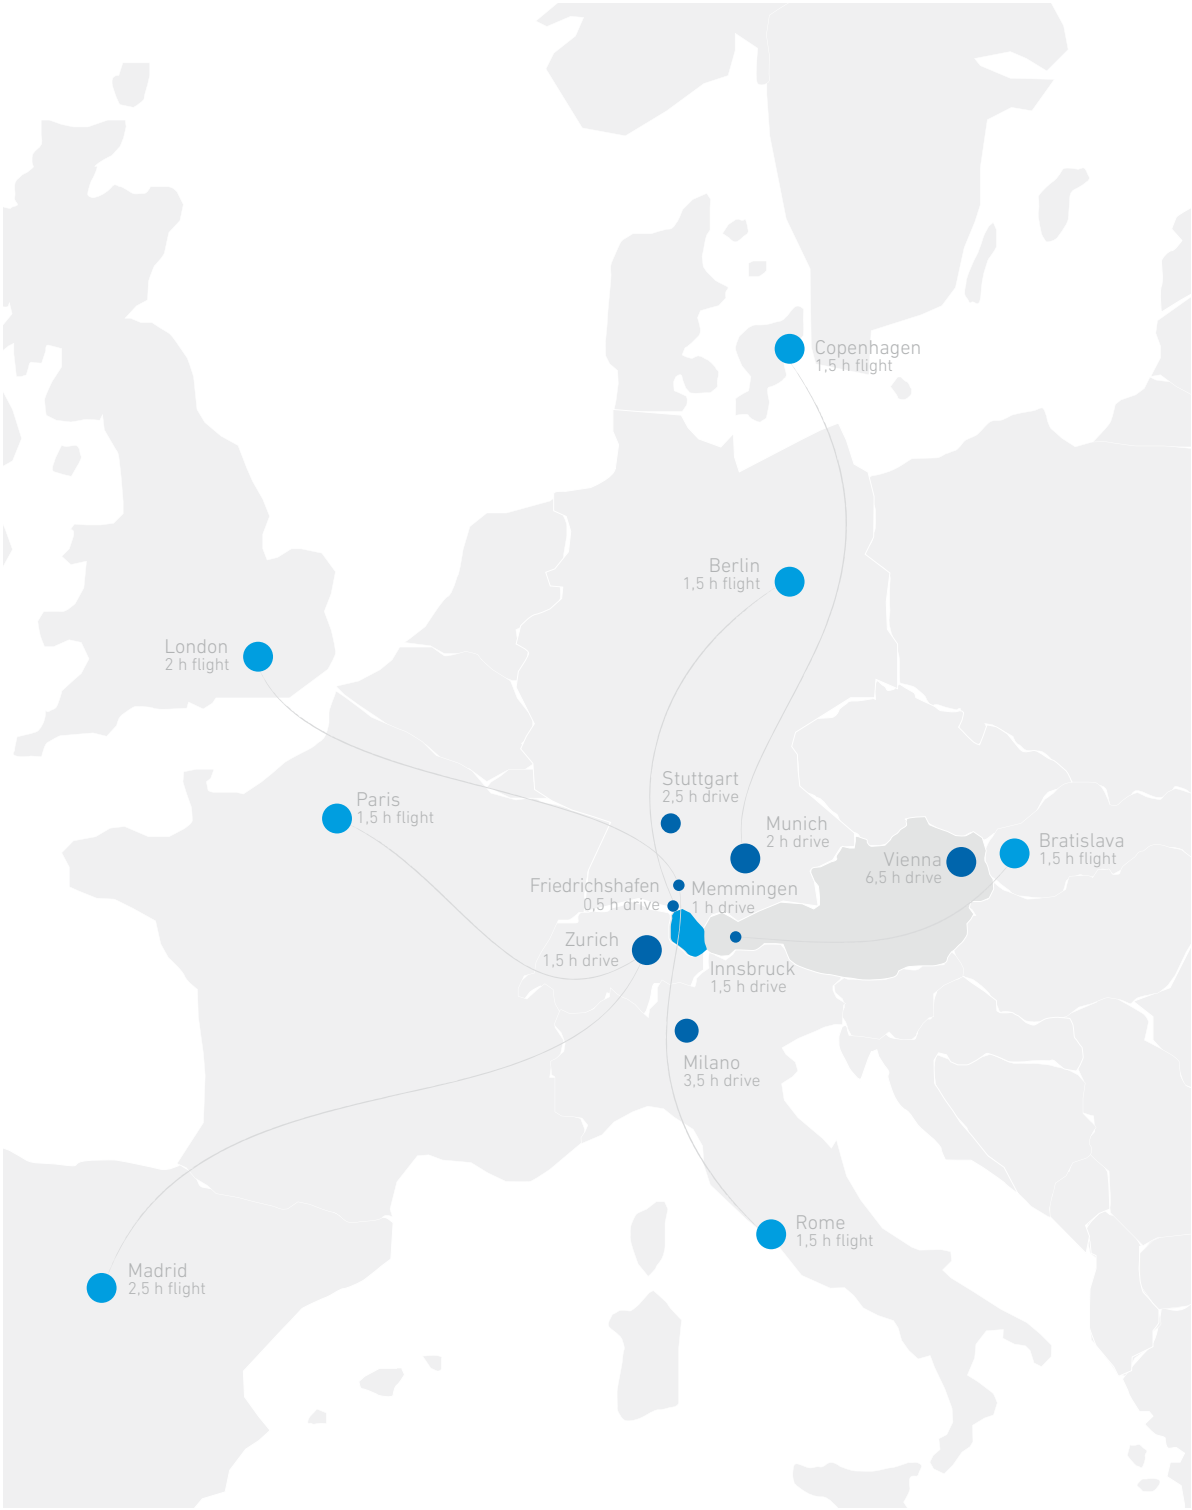 Copenhagen
1,5 h flight
Berlin
1,5 h flight
London
2 h flight
Stuttgart
2,5 h drive
Paris
1,5 h flight
Munich
2 h drive
Bratislava
1,5 h flight
Vienna
6,5 h drive
Friedrichshafen
0,5 h drive
Memmingen
1 h drive
Zurich
1,5 h drive
Innsbruck
1,5 h drive
Milano
3,5 h drive
Rome
1,5 h flight
Madrid
2,5 h flight